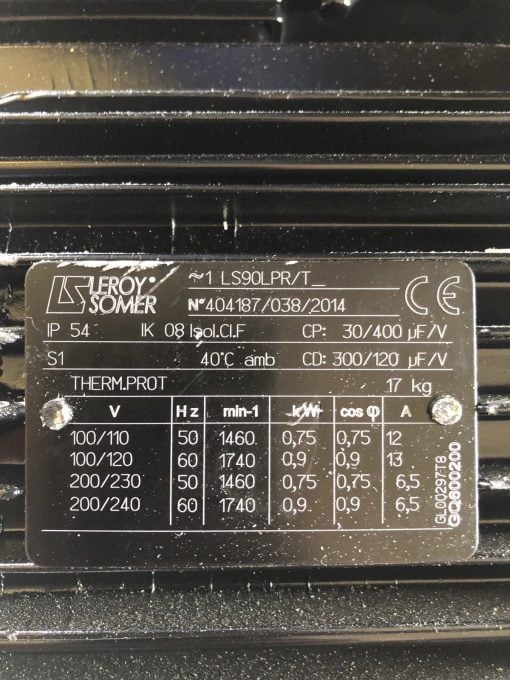 LS LEROY SOMER
~1 LS90LPR/T_
N°404187/038/2014
CE
IP 54 IK 08 Isol.Cl.F CP: 30/400 µF/V
S1 40°C amb CD: 300/120 µF/V
THERM.PROT 17 kg
V Hz min-1 kW cos φ A
100/110 50 1460 0,75 0,75 12
100/120 60 1740 0,9 0,9 13
200/230 50 1460 0,75 0,75 6,5
200/240 60 1740 0,9 0,9 6,5
GL00297T8
GQ600200